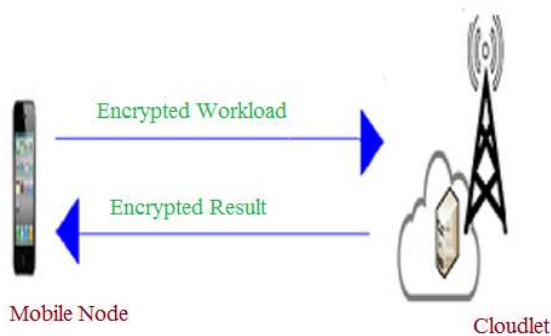 Encrypted Workload
Encrypted Result
Mobile Node
Cloudlet